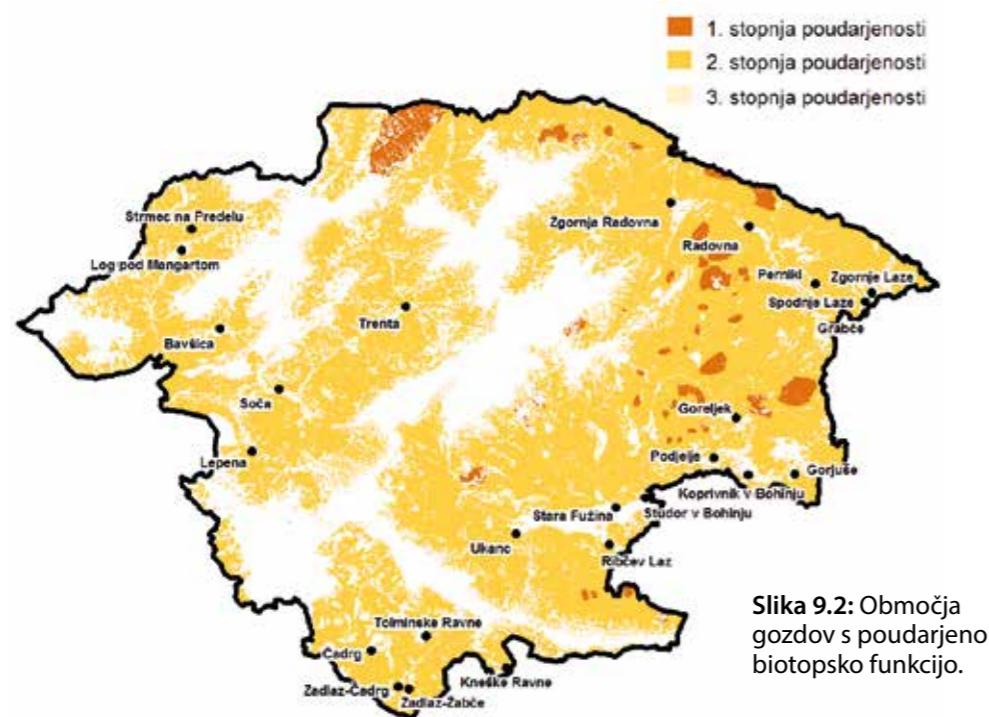 1. stopnja poudarjenosti
2. stopnja poudarjenosti
3. stopnja poudarjenosti
Strmec na Predelu
Log pod Mangartom
Bavšica
Trenta
Soča
Lepena
Zgornja Radovna
Radovna
Perniki
Zgornje Laze
Spodnje Laze
Grabče
Goreljek
Podjelje
Gorjuše
Koprivnik v Bohinju
Stara Fužina
Studor v Bohinju
Ukanc
Ribčev Laz
Tolminske Ravne
Čadrg
Kneške Ravne
Zadlaz-Čadrg
Zadlaz-Žabče
Slika 9.2: Območja
gozdov s poudarjeno
biotopsko funkcijo.